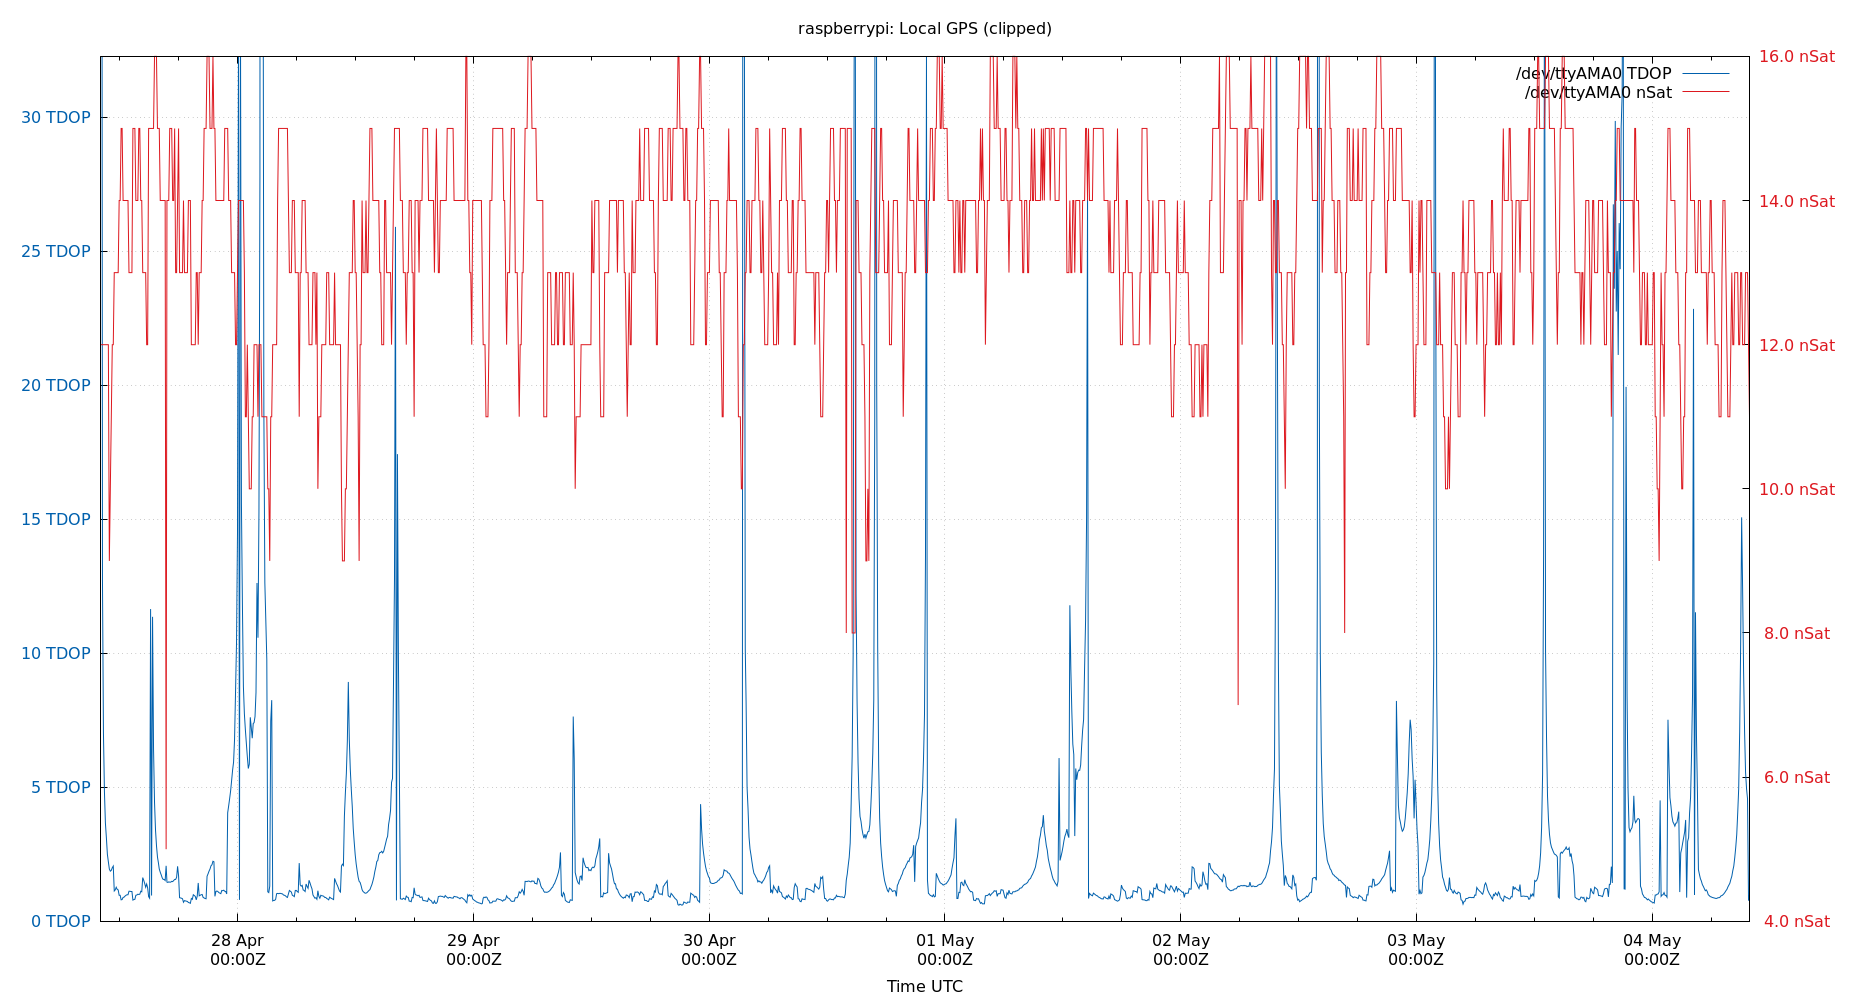 raspberrypi: Local GPS (clipped)
/dev/ttyAMA0 TDOP
/dev/ttyAMA0 nSat
30 TDOP
25 TDOP
20 TDOP
15 TDOP
10 TDOP
5 TDOP
0 TDOP
16.0 nSat
14.0 nSat
12.0 nSat
10.0 nSat
8.0 nSat
6.0 nSat
4.0 nSat
28 Apr 29 Apr 30 Apr 01 May 02 May 03 May 04 May
00:00Z 00:00Z 00:00Z 00:00Z 00:00Z 00:00Z 00:00Z
Time UTC